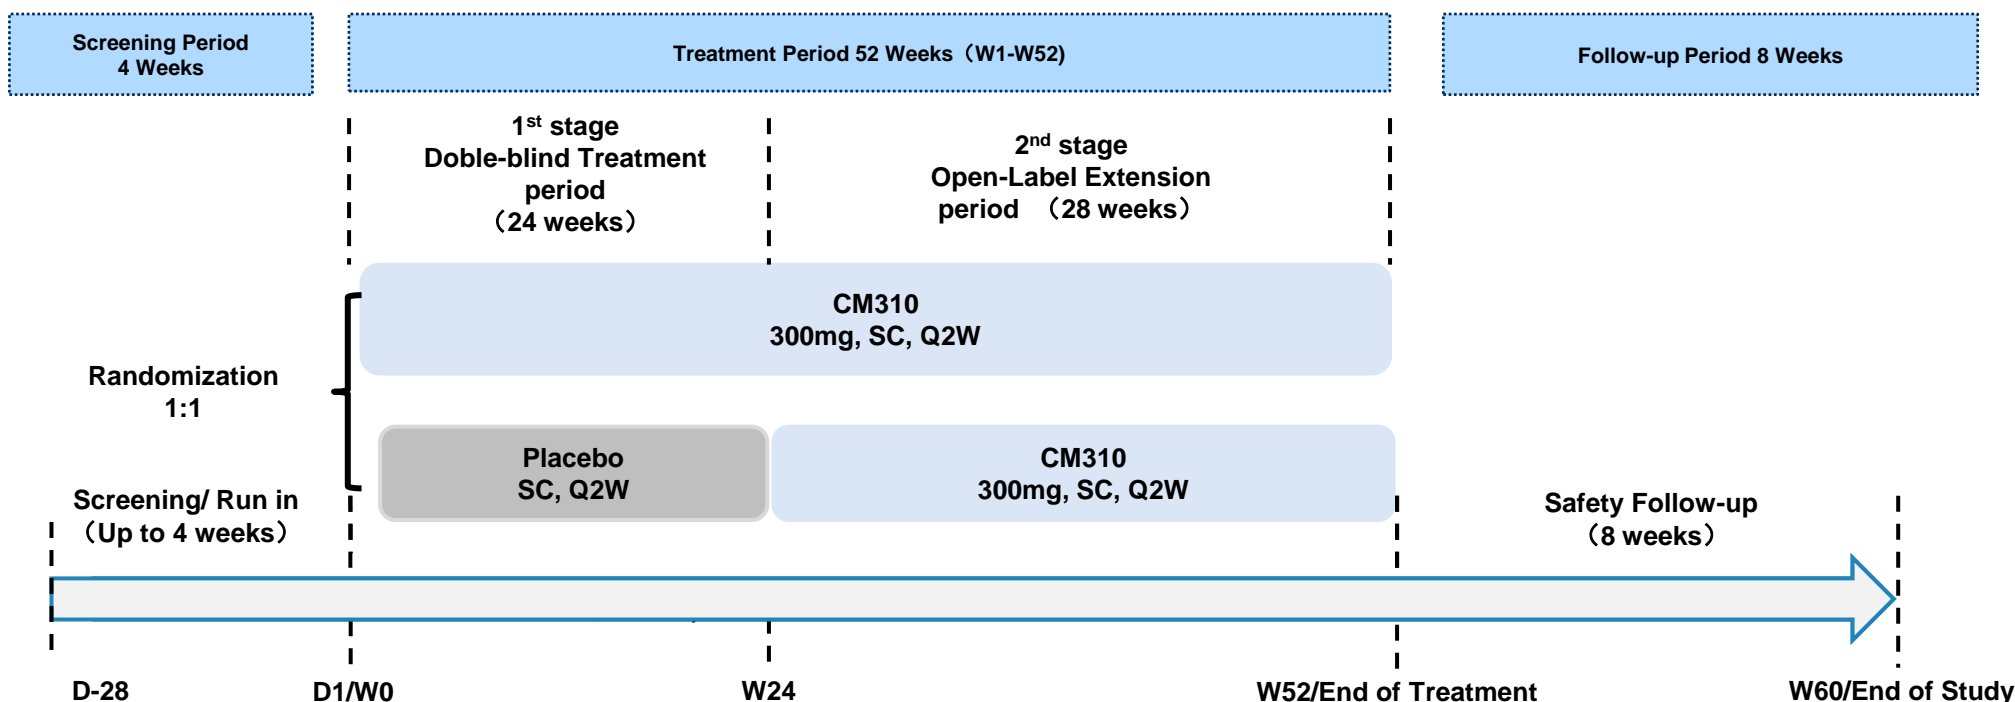 Screening Period
4 Weeks
Treatment Period 52 Weeks（W1-W52)
Follow-up Period 8 Weeks
1st stage
Doble-blind Treatment
period
（24 weeks）
2nd stage
Open-Label Extension
period （28 weeks）
CM310
300mg, SC, Q2W
Randomization
1:1
Placebo
SC, Q2W
CM310
300mg, SC, Q2W
Screening/ Run in
（Up to 4 weeks）
Safety Follow-up
（8 weeks）
D-28
D1/W0
W24
W52/End of Treatment
W60/End of Study